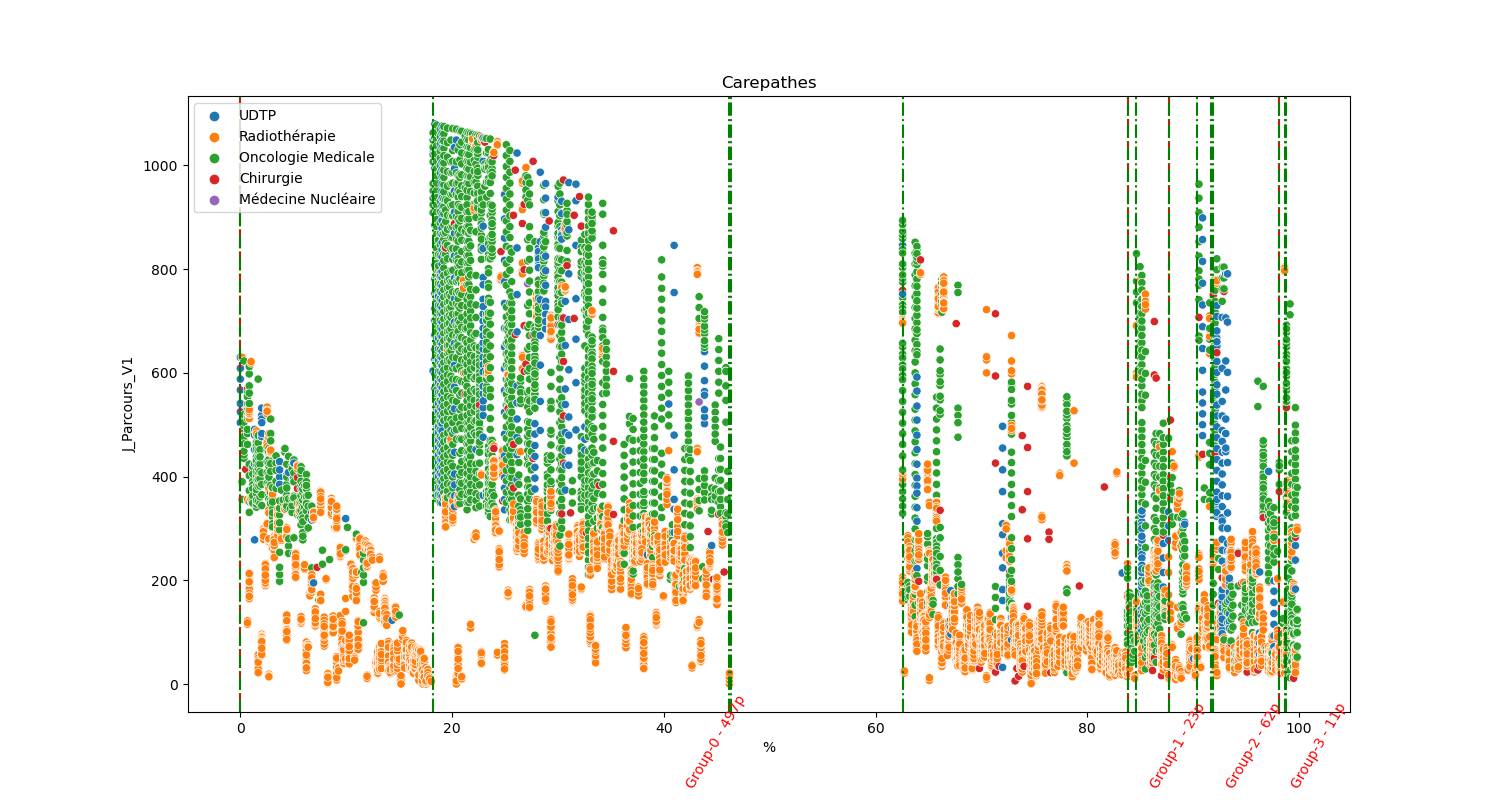 Carepathes
UDTP
Radiothérapie
Oncologie Medicale
Chirurgie
Médecine Nucléaire
J_Parcours_V1
1000
800
600
400
200
0
0 20 40 60 80 100
%
Group-0 - 497p
Group-1 - 23p
Group-2 - 62p
Group-3 - 11p